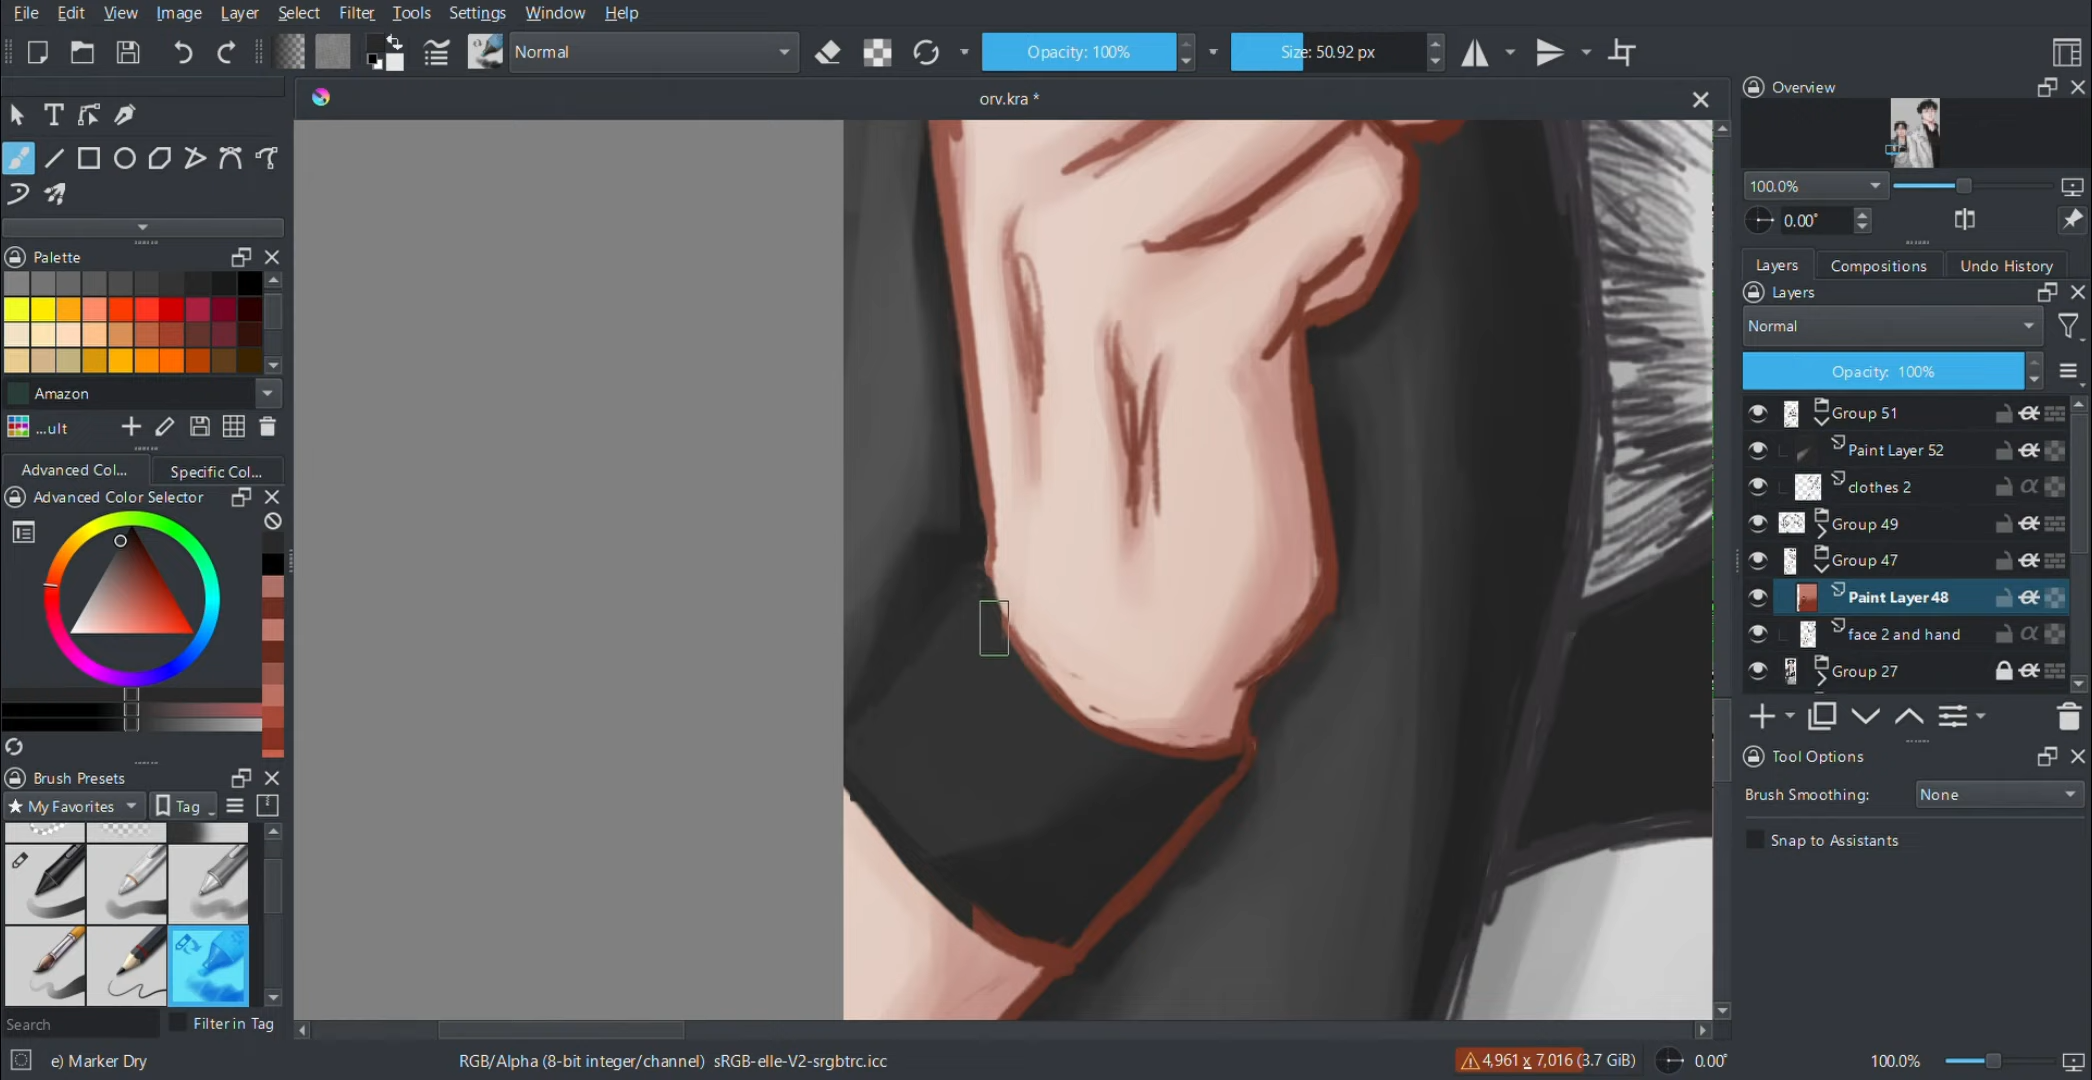 File Edit View Image Layer Select Filter Tools Settings Window Help
Normal
Opacity: 100%
Size: 50.92 px
orv.kra *
Palette
Amazon
...ult
Advanced Col... Specific Col...
Advanced Color Selector
Brush Presets
My Favorites Tag
Search Filter in Tag
e) Marker Dry
RGB/Alpha (8-bit integer/channel) sRGB-elle-V2-srgbtrc.icc
4,961 x 7,016 (3.7 GiB)
0.00°
100.0%
Overview
100.0%
0.00°
Layers Compositions Undo History
Layers
Normal
Opacity: 100%
Group 51
Paint Layer 52
clothes 2
Group 49
Group 47
Paint Layer 48
face 2 and hand
Group 27
Tool Options
Brush Smoothing: None
Snap to Assistants